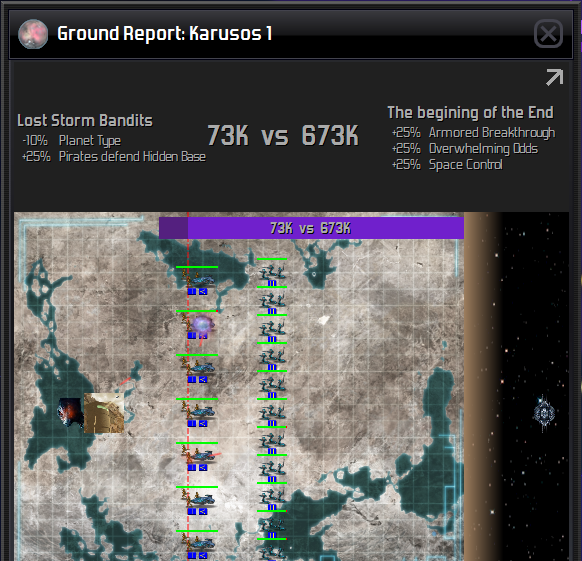 Ground Report: Karusos 1
Lost Storm Bandits
-10% Planet Type
+25% Pirates defend Hidden Base
73K vs 673K
The begining of the End
+25% Armored Breakthrough
+25% Overwhelming Odds
+25% Space Control
73K vs 673K